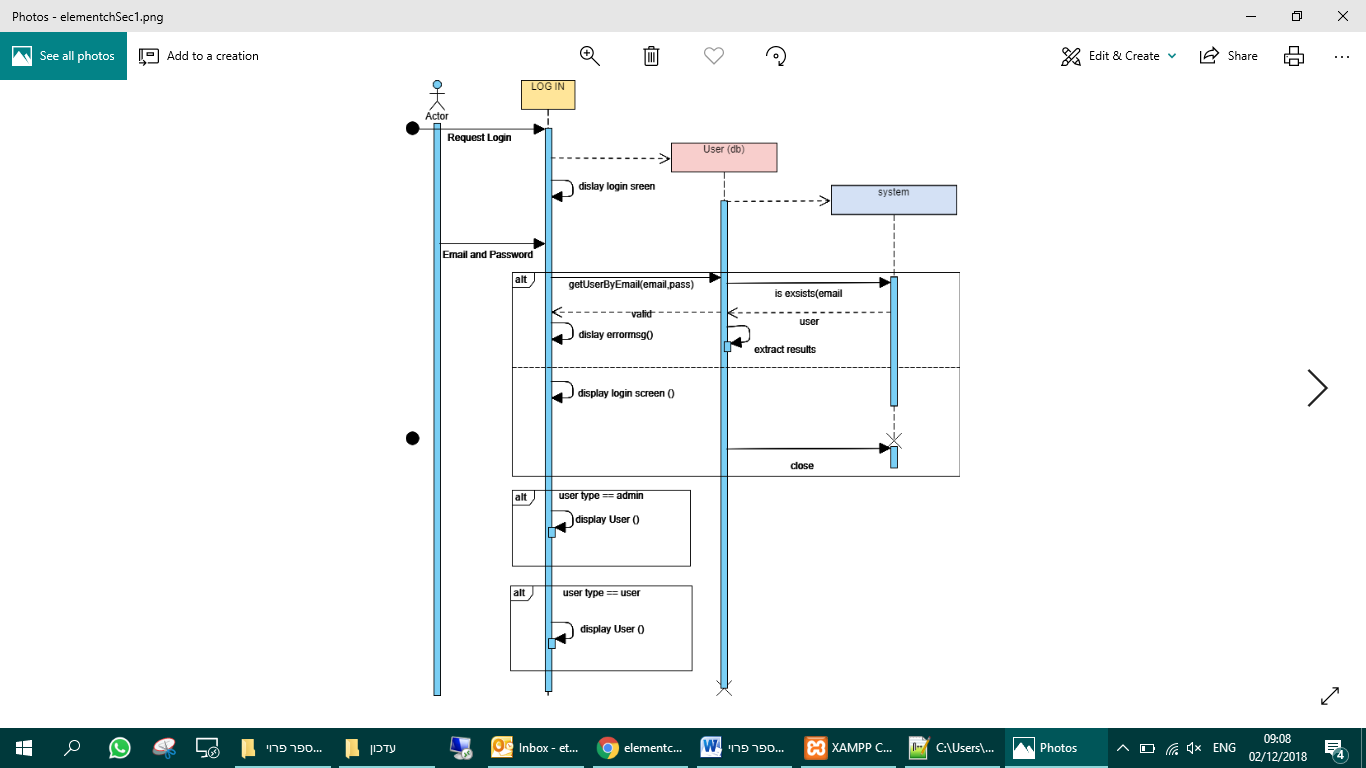 Photos - elementchSec1.png
See all photos
Add to a creation
Edit & Create
Share
LOG IN
Actor
Request Login
User (db)
dislay login sreen
system
Email and Password
alt
getUserByEmail(email,pass)
is exsists(email
valid
user
dislay errormsg()
extract results
display login screen ()
close
alt
user type == admin
display User ()
alt
user type == user
display User ()
ספר פרוי...
עדכון
Inbox - et...
elementc...
ספר פרוי...
XAMPP C...
C:\Users\...
Photos
ENG
09:08
02/12/2018
4